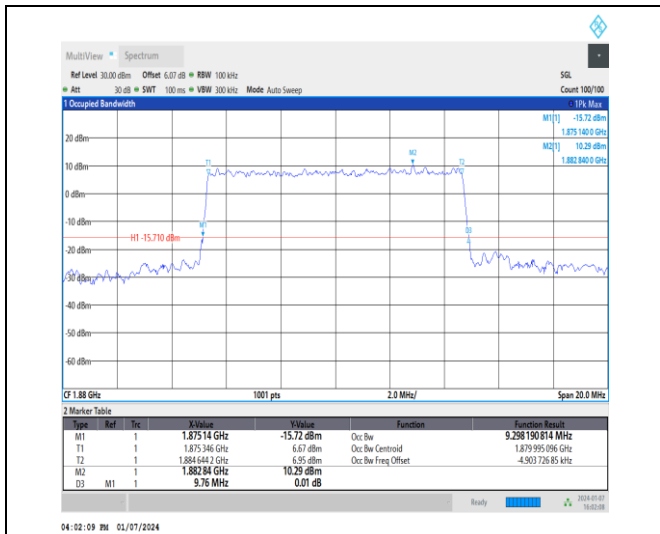 MultiView Spectrum
Ref Level 30.00 dBm Offset 6.07 dB RBW 100 kHz SGL
Att 30 dB SWT 100 ms VBW 300 kHz Mode Auto Sweep Count 100/100
1 Occupied Bandwidth 1Pk Max
M1[1] -15.72 dBm
1.875 140 0 GHz
M2[1] 10.29 dBm
1.882 840 0 GHz
20 dBm
M2
T1 T2
10 dBm
0 dBm
-10 dBm
M1
D3
H1 -15.710 dBm
-20 dBm
-30 dBm
-40 dBm
-50 dBm
-60 dBm
CF 1.88 GHz 1001 pts 2.0 MHz/ Span 20.0 MHz
2 Marker Table
Type Ref Trc X-Value Y-Value Function Function Result
M1 1 1.87514 GHz -15.72 dBm Occ Bw 9.298 190 814 MHz
T1 1 1.875 346 GHz 6.67 dBm Occ Bw Centroid 1.879 995 096 GHz
T2 1 1.884 644 2 GHz 6.95 dBm Occ Bw Freq Offset -4.903 726 85 kHz
M2 1 1.882 84 GHz 10.29 dBm
D3 M1 1 9.76 MHz 0.01 dB
Ready 2024-01-07
16:02:08
04:02:09 PM 01/07/2024